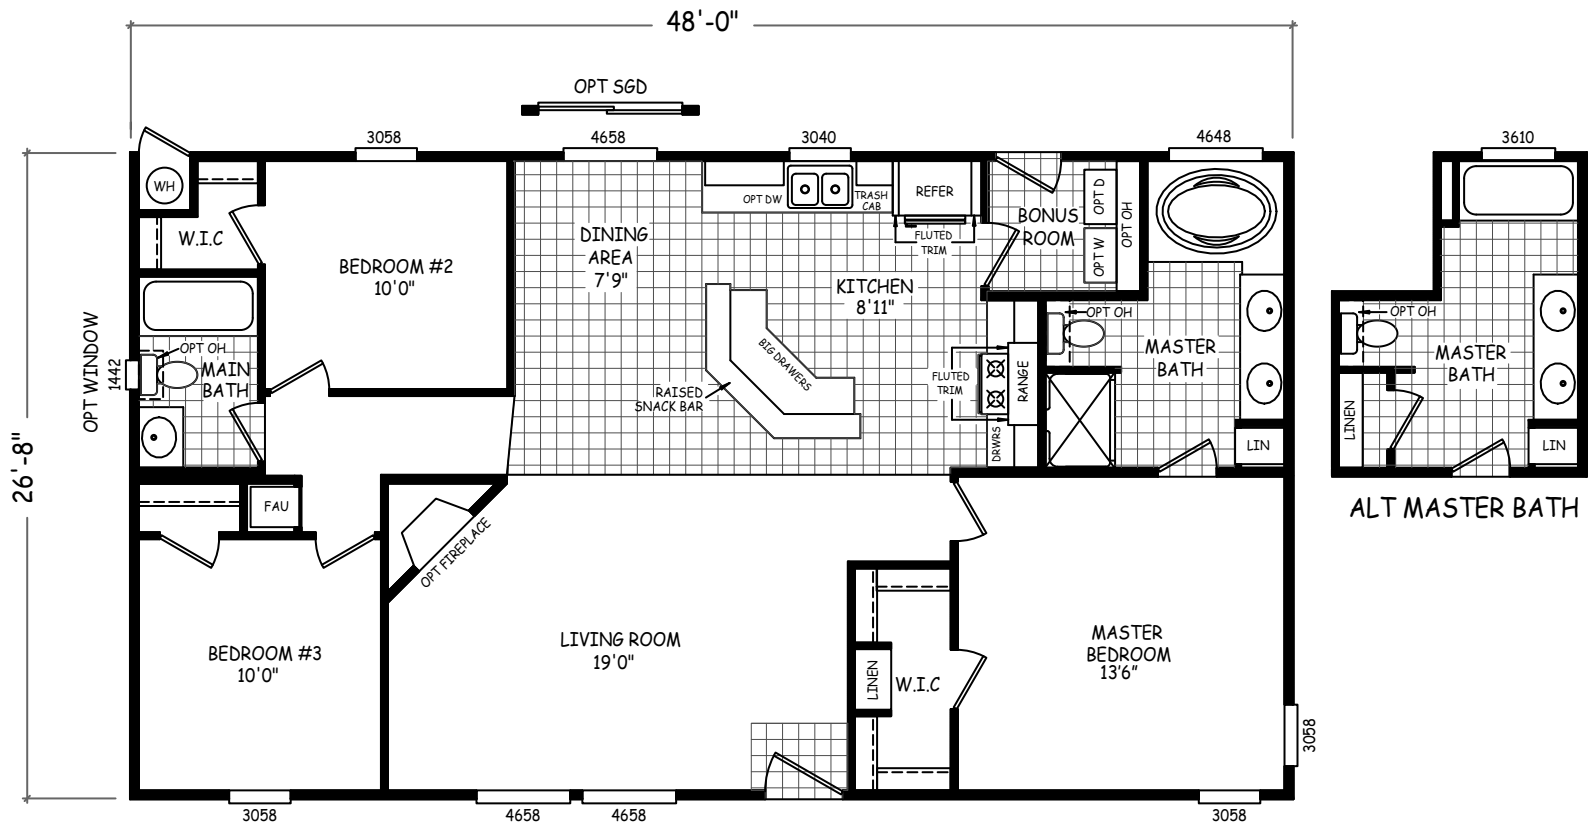 48'-0"
OPT SGD
3058
4658
3040
4648
3610
WH
W.I.C
BEDROOM #2
10'0"
DINING
AREA
7'9"
OPT DW
TRASH
CAB
REFER
FLUTED
TRIM
BONUS
ROOM
OPT D
OPT W
OPT OH
KITCHEN
8'11"
OPT WINDOW
1442
OPT OH
MAIN
BATH
BIG DRAWERS
RAISED
SNACK BAR
FLUTED
TRIM
RANGE
DRWRS
OPT OH
MASTER
BATH
LIN
OPT OH
MASTER
BATH
LINEN
LIN
ALT MASTER BATH
26'-8"
FAU
OPT FIREPLACE
BEDROOM #3
10'0"
LIVING ROOM
19'0"
LINEN
W.I.C
MASTER
BEDROOM
13'6"
3058
3058
4658
4658
3058